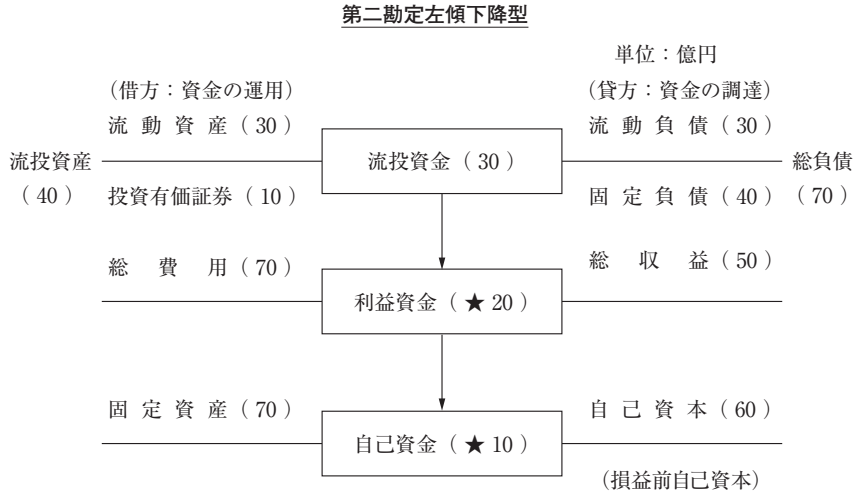 第二勘定左傾下降型
単位：億円
（借方：資金の運用）
（貸方：資金の調達）
流動資産（30）
流動負債（30）
流投資産
（40）
流投資金（30）
総負債
（70）
投資有価証券（10）
固定負債（40）
総費用（70）
総収益（50）
利益資金（★20）
固定資産（70）
自己資本（60）
自己資金（★10）
（損益前自己資本）